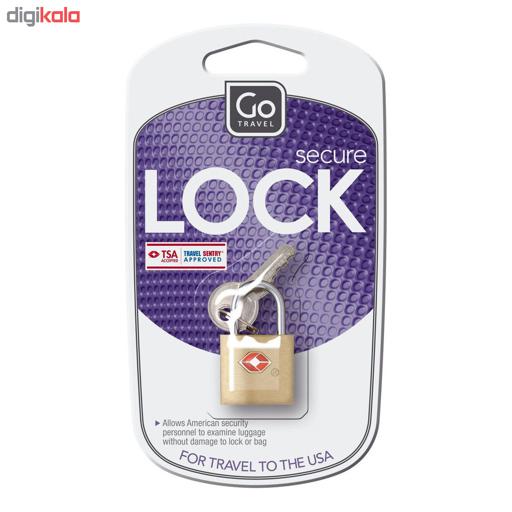 digikala
Go
TRAVEL
secure
LOCK
TSA
ACCEPTED
TRAVEL SENTRY™
APPROVED
®
▸ Allows American security
personnel to examine luggage
without damage to lock or bag
FOR TRAVEL TO THE USA